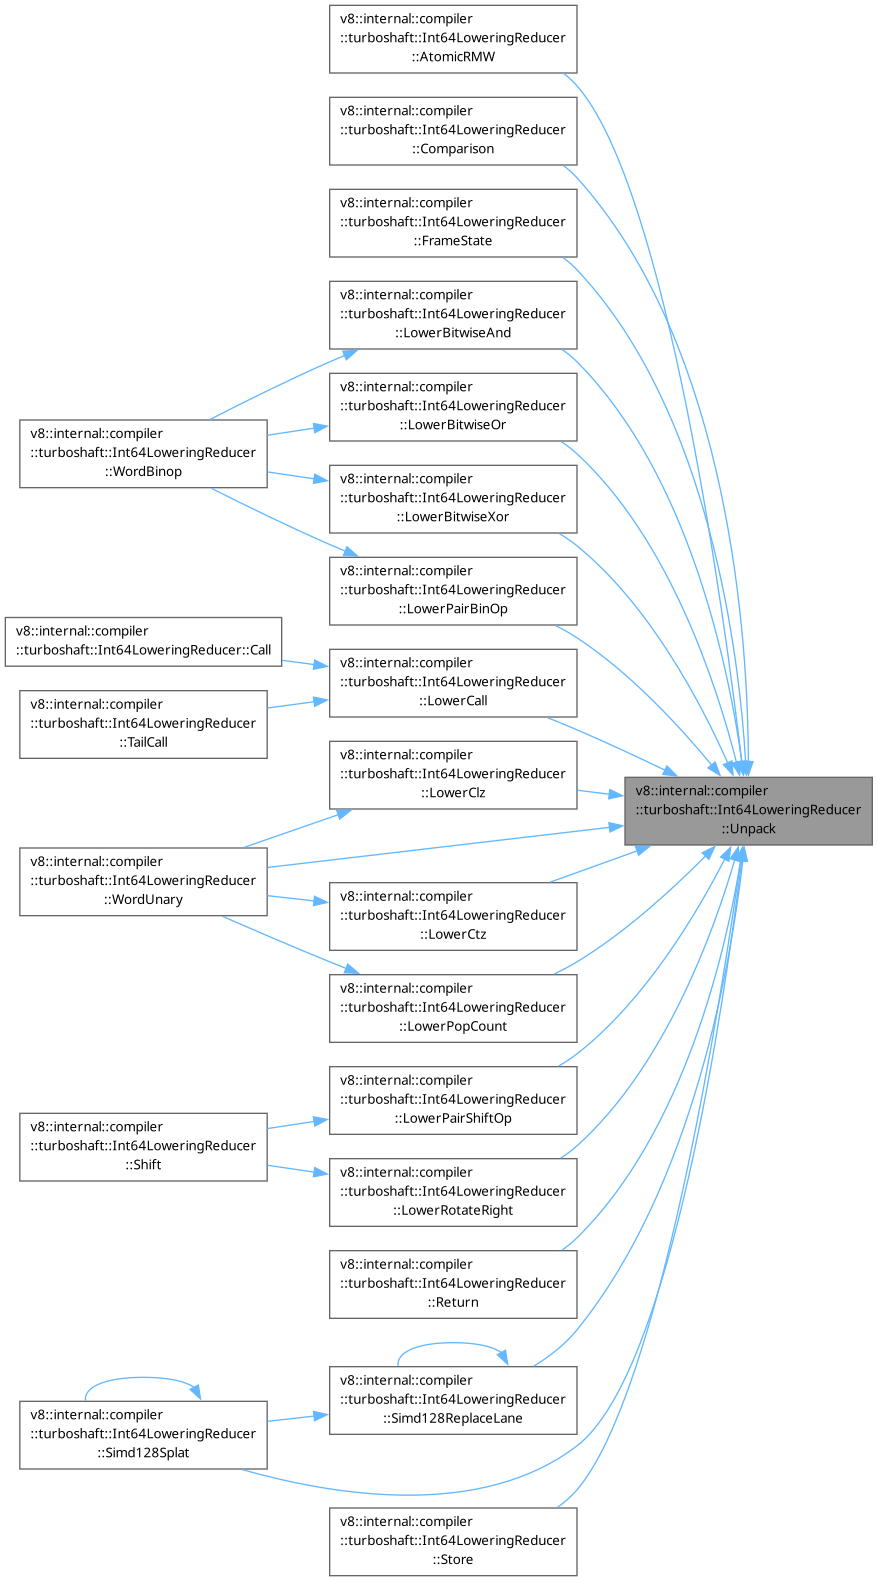 v8::internal::compiler
::turboshaft::Int64LoweringReducer
::AtomicRMW
v8::internal::compiler
::turboshaft::Int64LoweringReducer
::Comparison
v8::internal::compiler
::turboshaft::Int64LoweringReducer
::FrameState
v8::internal::compiler
::turboshaft::Int64LoweringReducer
::LowerBitwiseAnd
v8::internal::compiler
::turboshaft::Int64LoweringReducer
::LowerBitwiseOr
v8::internal::compiler
::turboshaft::Int64LoweringReducer
::WordBinop
v8::internal::compiler
::turboshaft::Int64LoweringReducer
::LowerBitwiseXor
v8::internal::compiler
::turboshaft::Int64LoweringReducer
::LowerPairBinOp
v8::internal::compiler
::turboshaft::Int64LoweringReducer::Call
v8::internal::compiler
::turboshaft::Int64LoweringReducer
::LowerCall
v8::internal::compiler
::turboshaft::Int64LoweringReducer
::TailCall
v8::internal::compiler
::turboshaft::Int64LoweringReducer
::LowerClz
v8::internal::compiler
::turboshaft::Int64LoweringReducer
::Unpack
v8::internal::compiler
::turboshaft::Int64LoweringReducer
::WordUnary
v8::internal::compiler
::turboshaft::Int64LoweringReducer
::LowerCtz
v8::internal::compiler
::turboshaft::Int64LoweringReducer
::LowerPopCount
v8::internal::compiler
::turboshaft::Int64LoweringReducer
::LowerPairShiftOp
v8::internal::compiler
::turboshaft::Int64LoweringReducer
::Shift
v8::internal::compiler
::turboshaft::Int64LoweringReducer
::LowerRotateRight
v8::internal::compiler
::turboshaft::Int64LoweringReducer
::Return
v8::internal::compiler
::turboshaft::Int64LoweringReducer
::Simd128ReplaceLane
v8::internal::compiler
::turboshaft::Int64LoweringReducer
::Simd128Splat
v8::internal::compiler
::turboshaft::Int64LoweringReducer
::Store